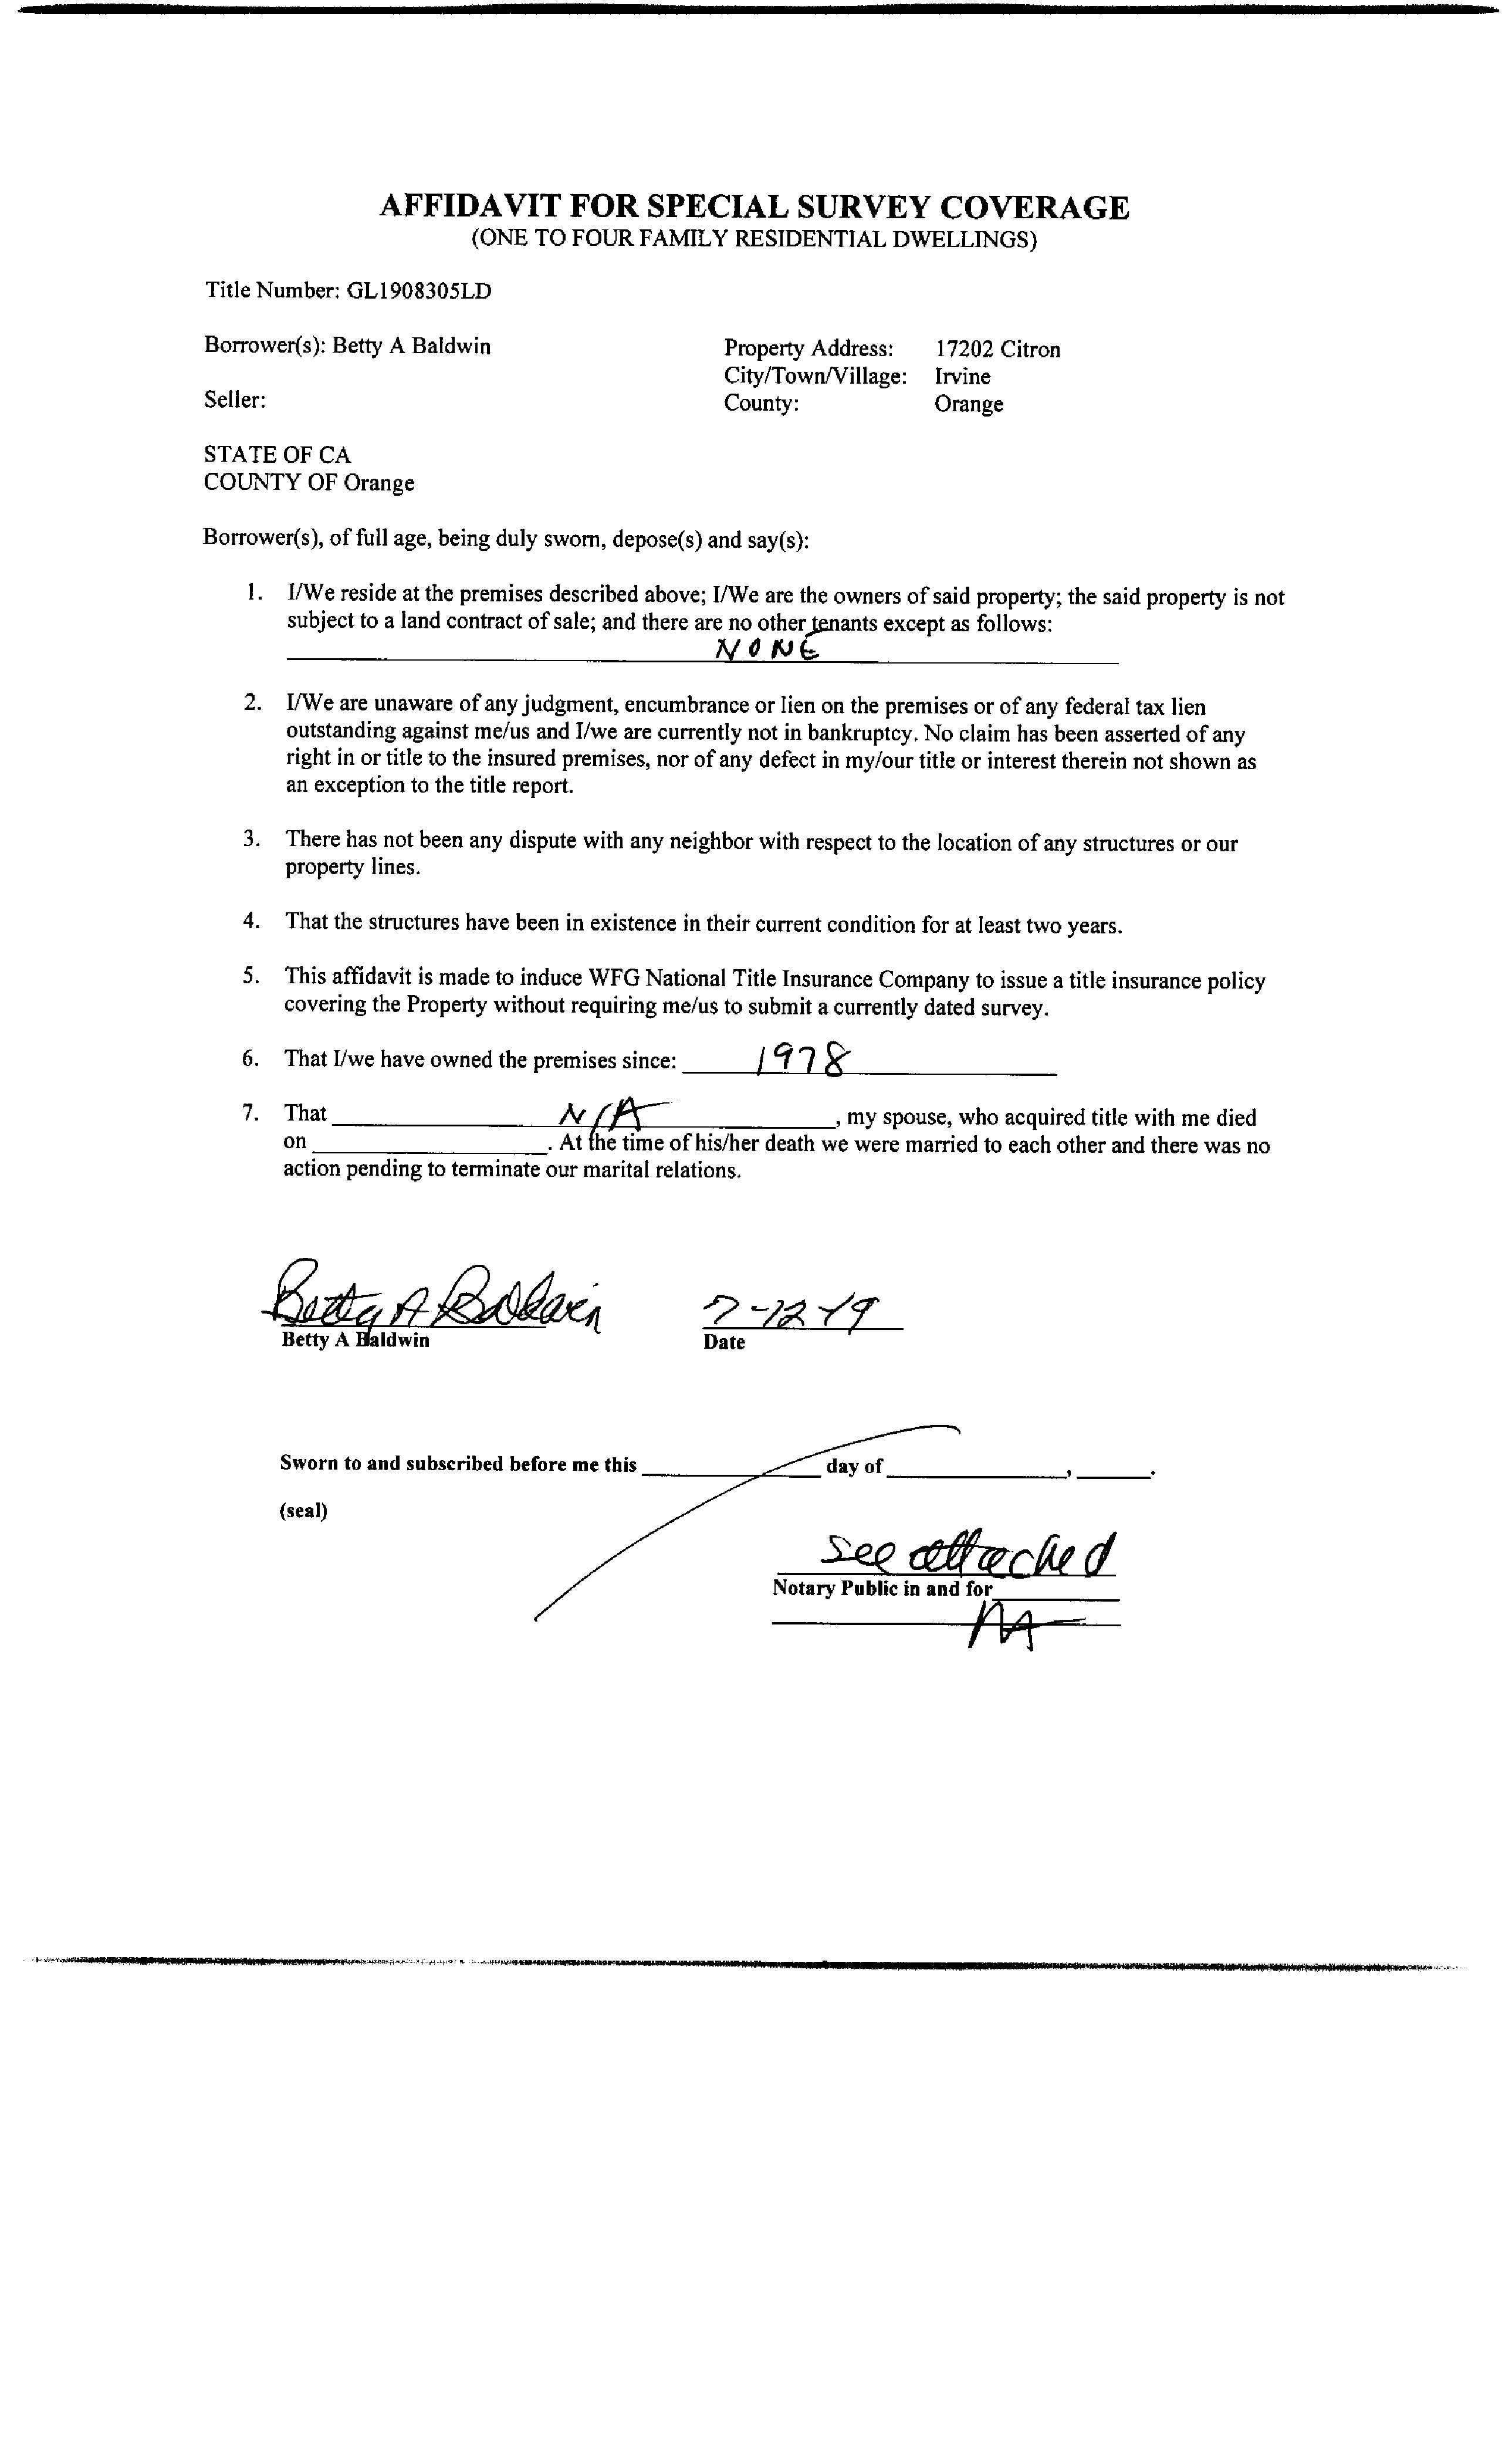 AFFIDAVIT FOR SPECIAL SURVEY COVERAGE
(ONE TO FOUR FAMILY RESIDENTIAL DWELLINGS)
Title Number: GL1908305LD
Borrower(s): Betty A Baldwin
Property Address: 17202 Citron
City/Town/Village: Irvine
Seller:
County: Orange
STATE OF CA
COUNTY OF Orange
Borrower(s), of full age, being duly sworn, depose(s) and say(s):
1. I/We reside at the premises described above; I/We are the owners of said property; the said property is not
subject to a land contract of sale; and there are no other tenants except as follows:
NONE
2. I/We are unaware of any judgment, encumbrance or lien on the premises or of any federal tax lien
outstanding against me/us and I/we are currently not in bankruptcy. No claim has been asserted of any
right in or title to the insured premises, nor of any defect in my/our title or interest therein not shown as
an exception to the title report.
3. There has not been any dispute with any neighbor with respect to the location of any structures or our
property lines.
4. That the structures have been in existence in their current condition for at least two years.
5. This affidavit is made to induce WFG National Title Insurance Company to issue a title insurance policy
covering the Property without requiring me/us to submit a currently dated survey.
6. That I/we have owned the premises since: 1978
7. That N/A, my spouse, who acquired title with me died
on ____. At the time of his/her death we were married to each other and there was no
action pending to terminate our marital relations.
Betty A Baldwin 7-12-19
Betty A Baldwin Date
Sworn to and subscribed before me this ____ day of ____, ____.
(seal)
see attached
Notary Public in and for